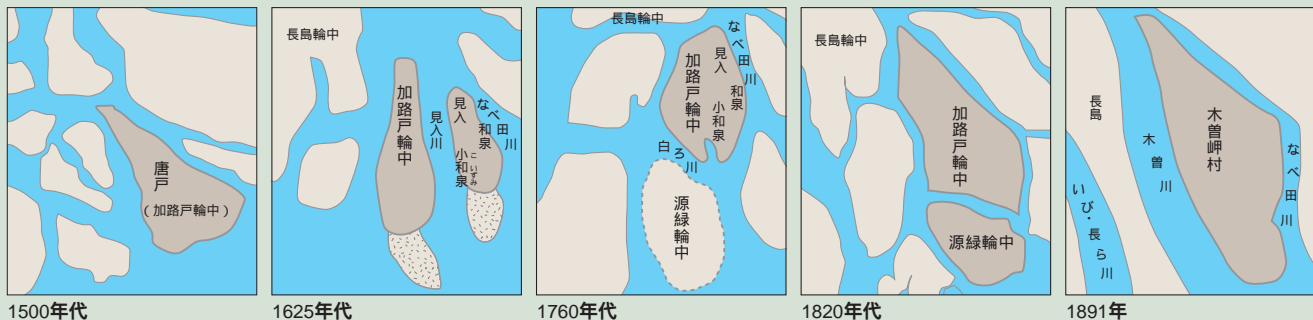 唐戸
(加路戸輪中)
1500年代
長島輪中
加路戸輪中
見入川
見入
小和泉
こいずみ
和泉
なべ田川
1625年代
長島輪中
加路戸輪中
見入
小和泉
和泉
なべ田川
白ろ川
源緑輪中
1760年代
長島輪中
加路戸輪中
源緑輪中
1820年代
長島
いび・長ら川
木曽川
木曽岬村
なべ田川
1891年